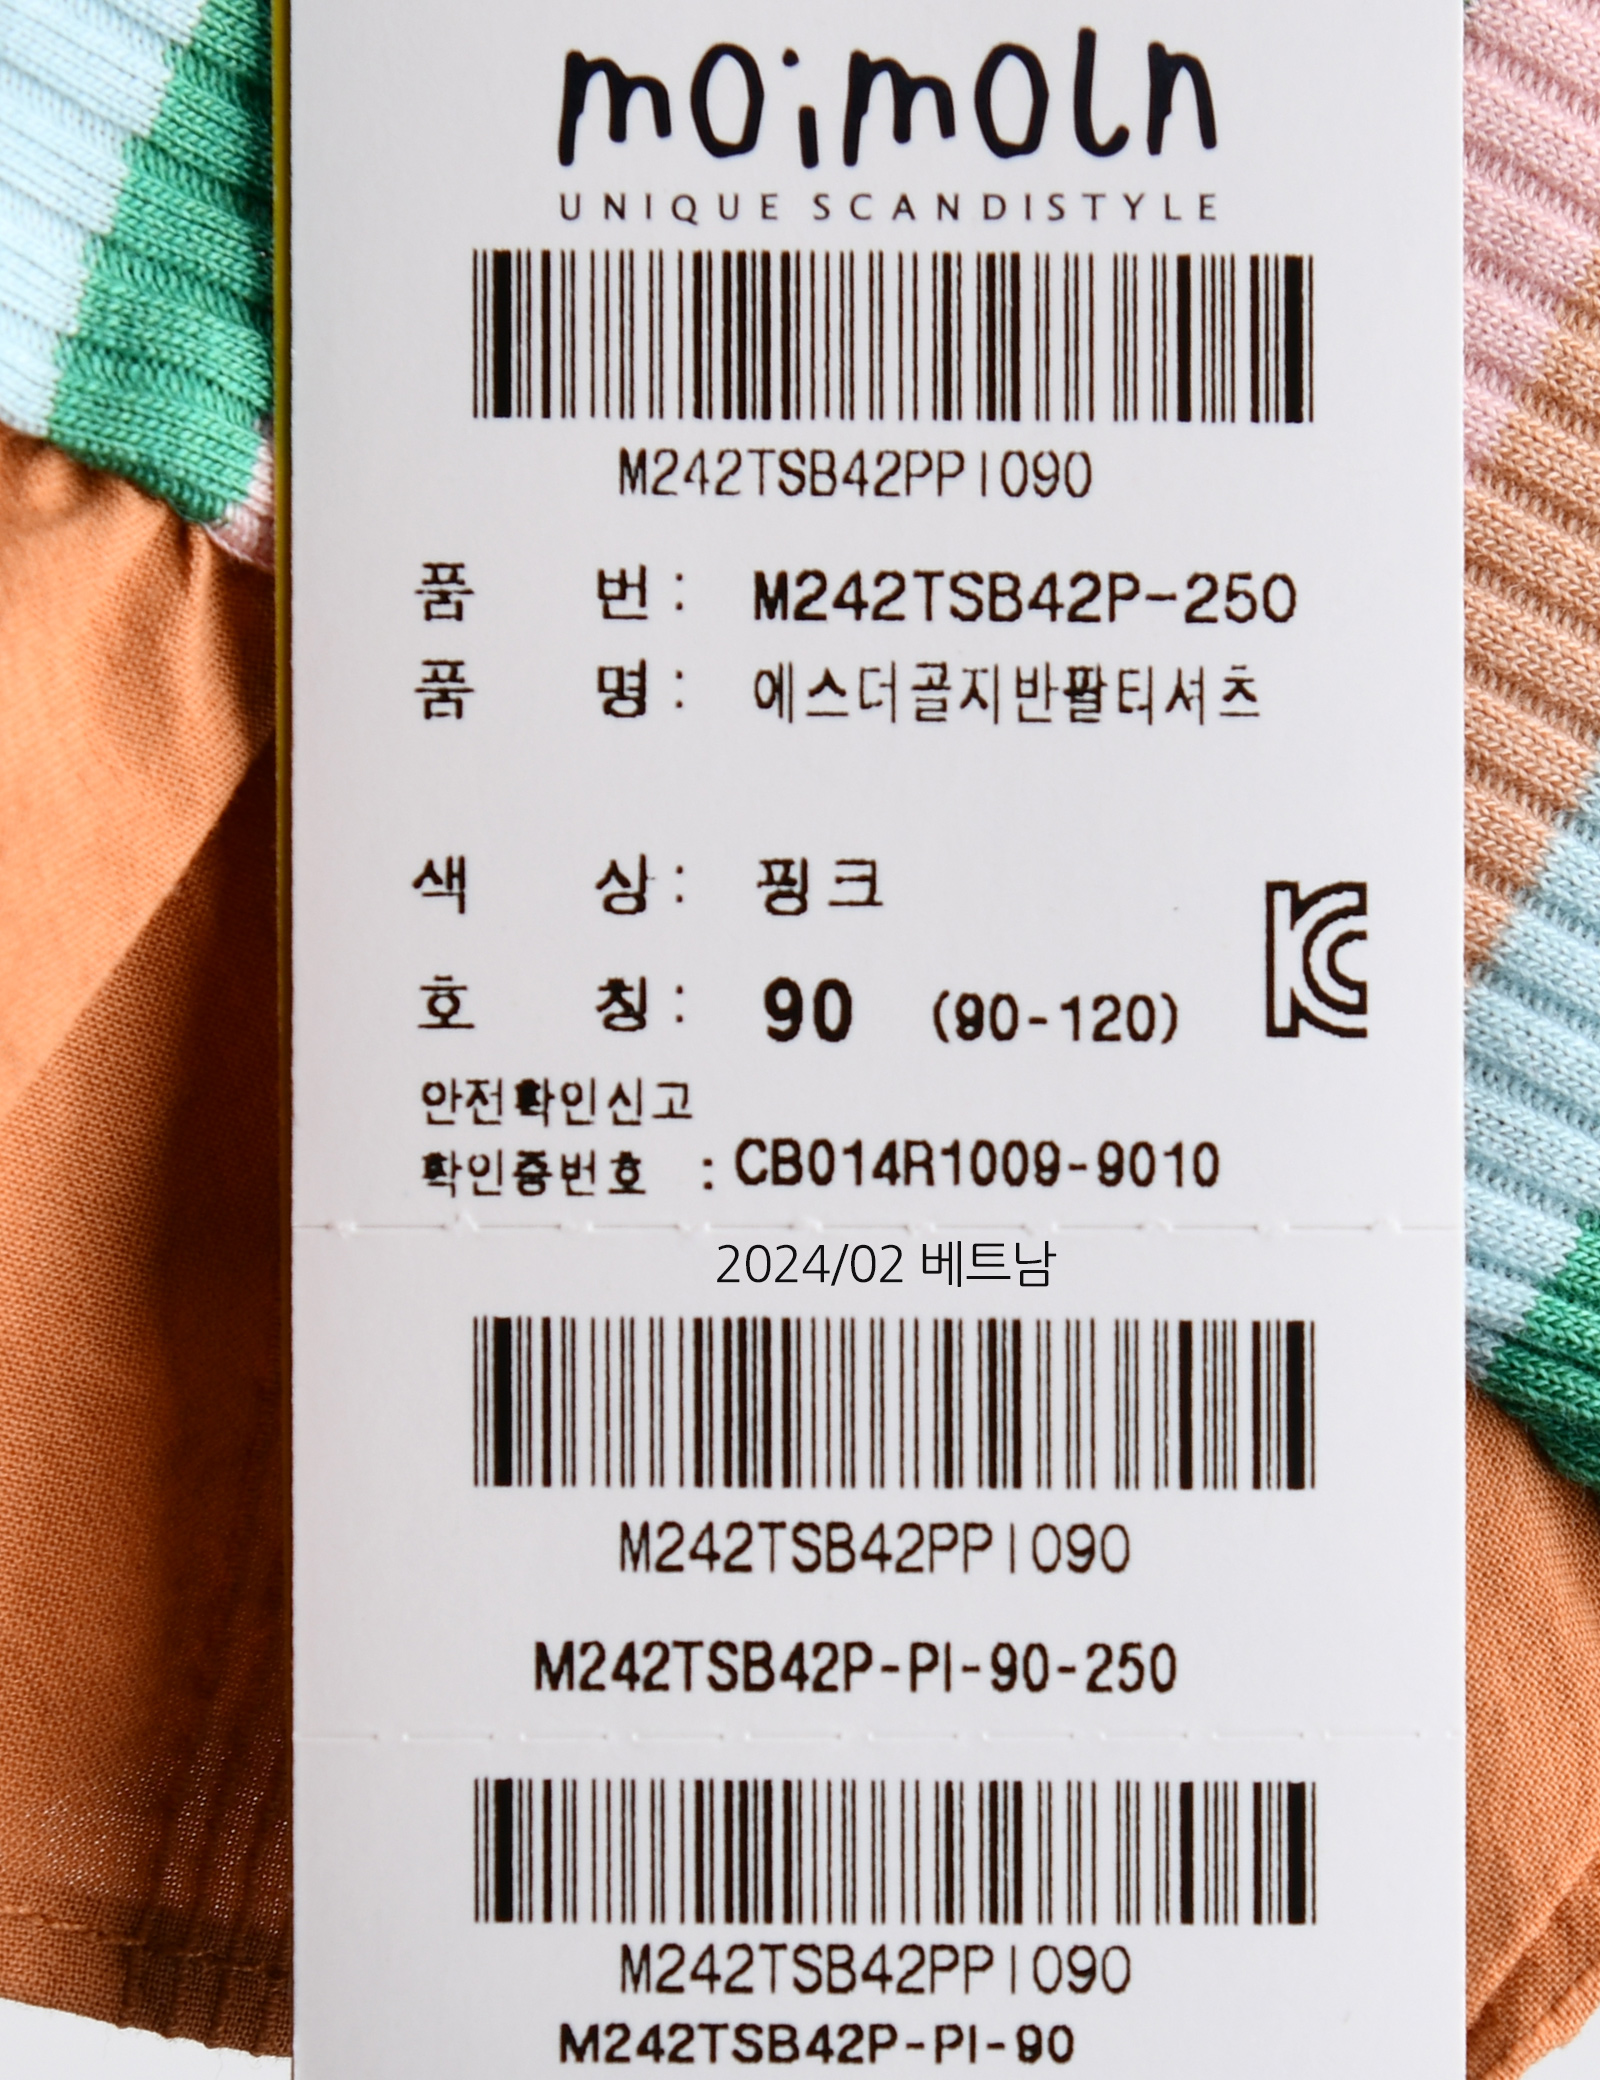 moimoln
UNIQUE SCANDISTYLE
M242TSB42PPI090
품 번 : M242TSB42P-250
품 명 : 에스더골지반팔티셔츠
색 상 : 핑크
호 칭 : 90 (90-120)
안전확인신고
확인증번호 : CB014R1009-9010
2024/02 베트남
M242TSB42PPI090
M242TSB42P-PI-90-250
M242TSB42PPI090
M242TSB42P-PI-90